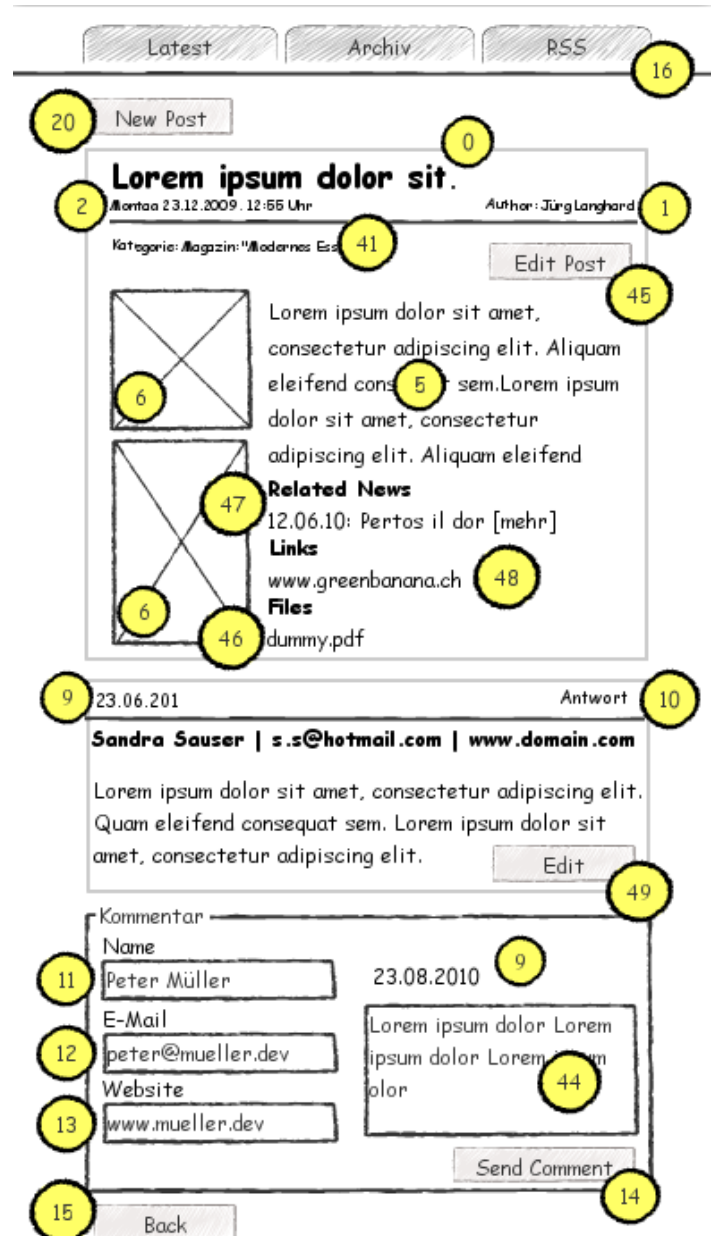 Latest Archiv RSS
16
20 New Post
0
Lorem ipsum dolor sit.
2 Montag 23.12.2009. 12:55 Uhr Author: Jürg Langhard 1
Kategorie: Magazin: "Modernes Ess 41
Edit Post
45
Lorem ipsum dolor sit amet,
consectetur adipiscing elit. Aliquam
6 eleifend cons 5 t sem.Lorem ipsum
dolor sit amet, consectetur
adipiscing elit. Aliquam eleifend
47 Related News
12.06.10: Pertos il dor [mehr]
Links
www.greenbanana.ch 48
6 Files
46 dummy.pdf
9 23.06.201 Antwort 10
Sandra Sauser | s.s@hotmail.com | www.domain.com
Lorem ipsum dolor sit amet, consectetur adipiscing elit.
Quam eleifend consequat sem. Lorem ipsum dolor sit
amet, consectetur adipiscing elit.
Edit
49
Kommentar
Name
11 Peter Müller
23.08.2010 9
E-Mail
12 peter@mueller.dev
Website
13 www.mueller.dev
Lorem ipsum dolor Lorem
ipsum dolor Lorem m
olor 44
Send Comment
14
15 Back